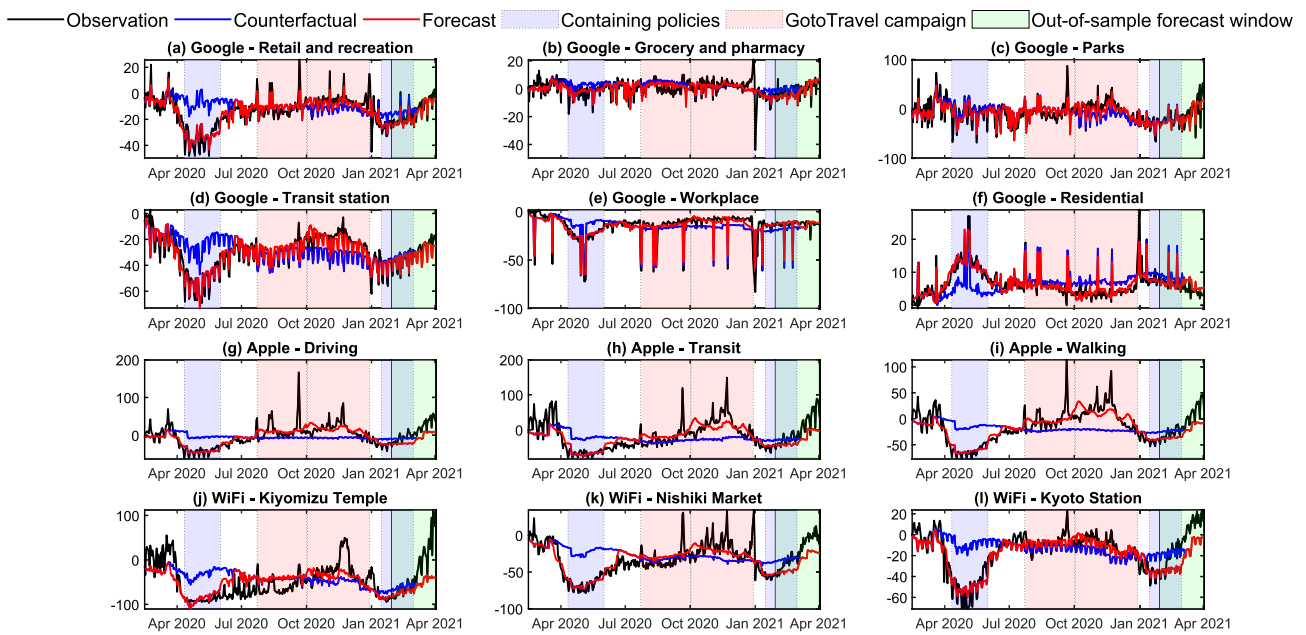 Observation Counterfactual Forecast Containing policies GotoTravel campaign Out-of-sample forecast window
(a) Google - Retail and recreation (b) Google - Grocery and pharmacy (c) Google - Parks
20
0
-20
-40
Apr 2020 Jul 2020 Oct 2020 Jan 2021 Apr 2021
20
0
-20
-40
Apr 2020 Jul 2020 Oct 2020 Jan 2021 Apr 2021
100
0
-100
Apr 2020 Jul 2020 Oct 2020 Jan 2021 Apr 2021
(d) Google - Transit station (e) Google - Workplace (f) Google - Residential
0
-20
-40
-60
Apr 2020 Jul 2020 Oct 2020 Jan 2021 Apr 2021
0
-50
-100
Apr 2020 Jul 2020 Oct 2020 Jan 2021 Apr 2021
20
10
0
Apr 2020 Jul 2020 Oct 2020 Jan 2021 Apr 2021
(g) Apple - Driving (h) Apple - Transit (i) Apple - Walking
200
100
0
Apr 2020 Jul 2020 Oct 2020 Jan 2021 Apr 2021
200
100
0
Apr 2020 Jul 2020 Oct 2020 Jan 2021 Apr 2021
100
50
0
-50
Apr 2020 Jul 2020 Oct 2020 Jan 2021 Apr 2021
(j) WiFi - Kiyomizu Temple (k) WiFi - Nishiki Market (l) WiFi - Kyoto Station
100
0
-100
Apr 2020 Jul 2020 Oct 2020 Jan 2021 Apr 2021
0
-50
-100
Apr 2020 Jul 2020 Oct 2020 Jan 2021 Apr 2021
20
0
-20
-40
-60
Apr 2020 Jul 2020 Oct 2020 Jan 2021 Apr 2021